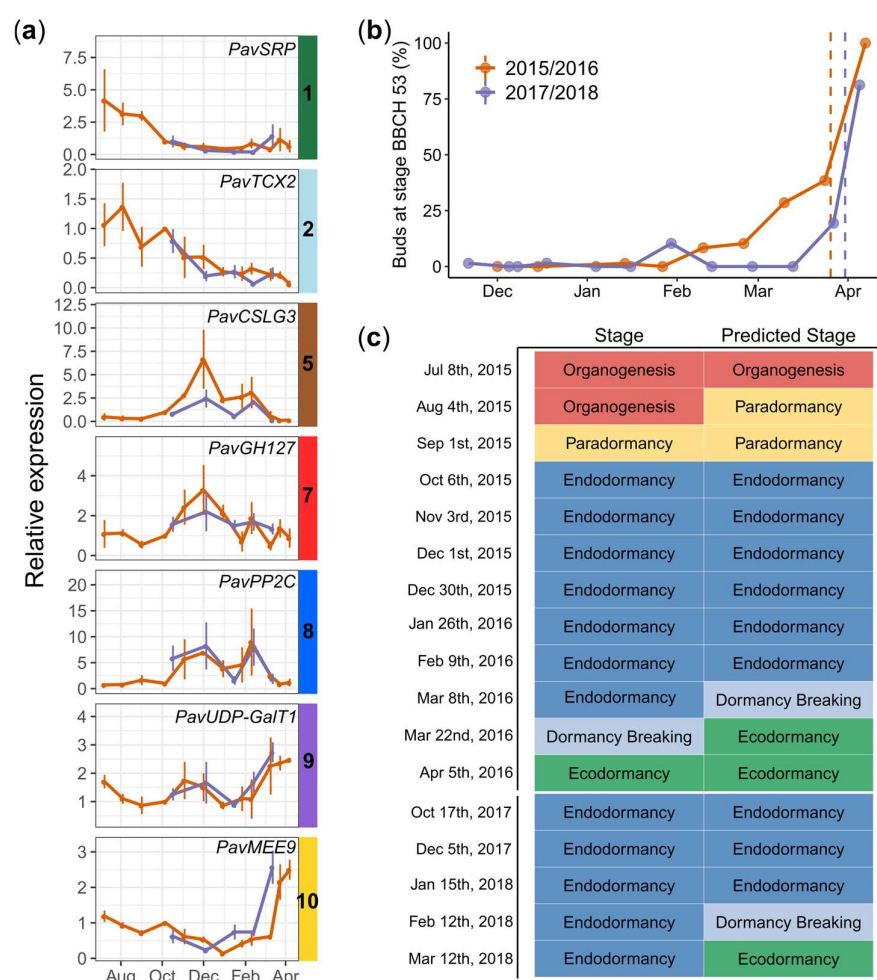 (a)
Relative expression
PavSRP
7.5
5.0
2.5
0.0
1
PavTCX2
2.0
1.5
1.0
0.5
0.0
2
PavCSLG3
12.5
10.0
7.5
5.0
2.5
0.0
5
PavGH127
4
2
0
7
PavPP2C
20
15
10
5
0
8
PavUDP-GalT1
4
3
2
1
9
PavMEE9
3
2
1
0
10
Aug Oct Dec Feb Apr
(b)
Buds at stage BBCH 53 (%)
100
75
50
25
0
2015/2016
2017/2018
Dec Jan Feb Mar Apr
(c)
Stage Predicted Stage
Jul 8th, 2015 Organogenesis Organogenesis
Aug 4th, 2015 Organogenesis Paradormancy
Sep 1st, 2015 Paradormancy Paradormancy
Oct 6th, 2015 Endodormancy Endodormancy
Nov 3rd, 2015 Endodormancy Endodormancy
Dec 1st, 2015 Endodormancy Endodormancy
Dec 30th, 2015 Endodormancy Endodormancy
Jan 26th, 2016 Endodormancy Endodormancy
Feb 9th, 2016 Endodormancy Endodormancy
Mar 8th, 2016 Endodormancy Dormancy Breaking
Mar 22nd, 2016 Dormancy Breaking Ecodormancy
Apr 5th, 2016 Ecodormancy Ecodormancy
Oct 17th, 2017 Endodormancy Endodormancy
Dec 5th, 2017 Endodormancy Endodormancy
Jan 15th, 2018 Endodormancy Endodormancy
Feb 12th, 2018 Endodormancy Dormancy Breaking
Mar 12th, 2018 Endodormancy Ecodormancy